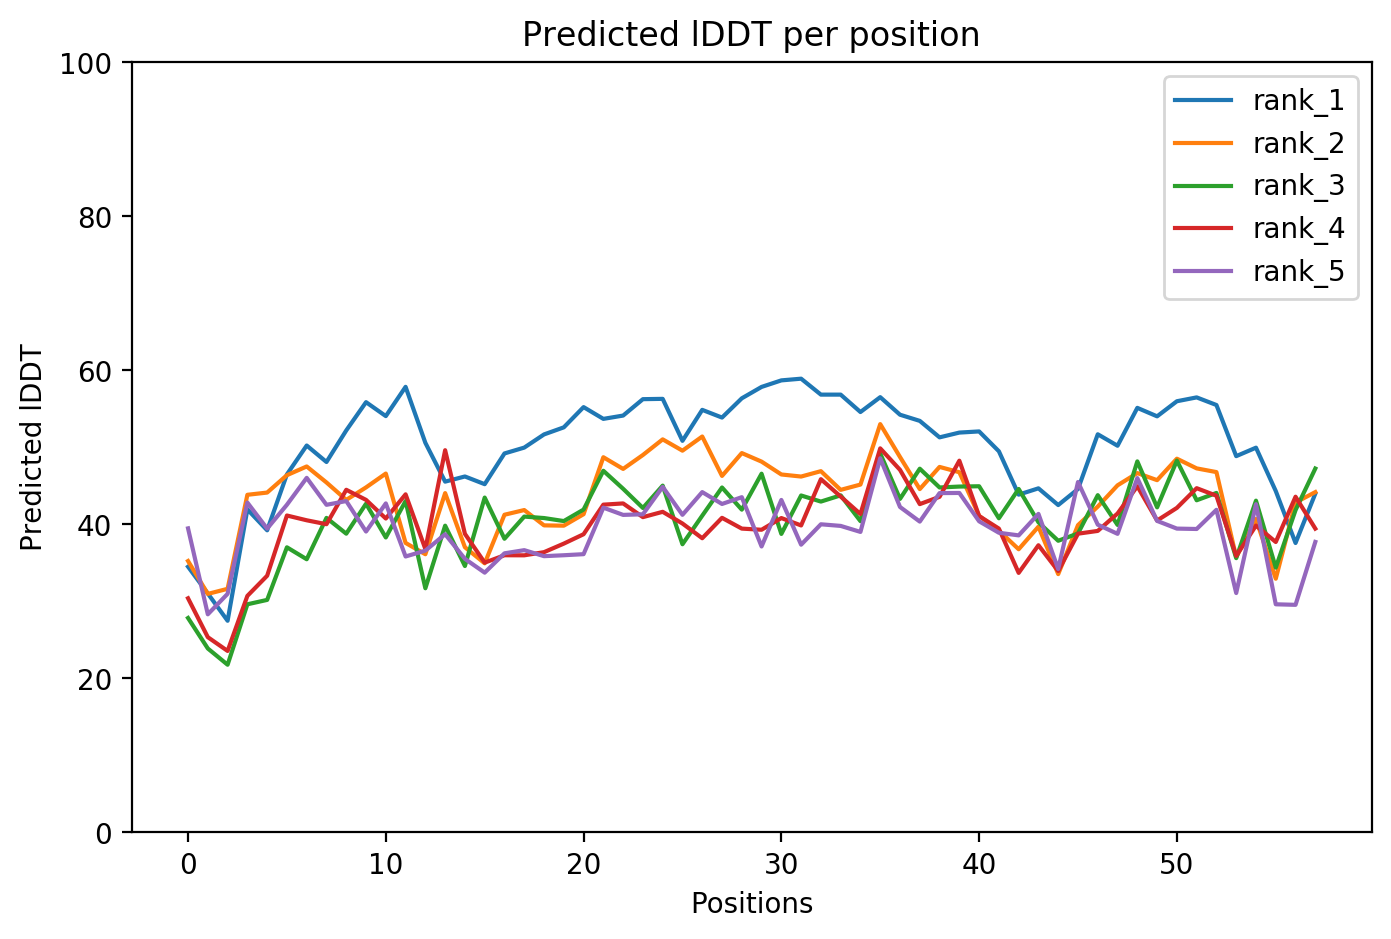 Predicted lDDT per position
100
80
60
40
20
0
Predicted lDDT
0 10 20 30 40 50
Positions
rank_1
rank_2
rank_3
rank_4
rank_5